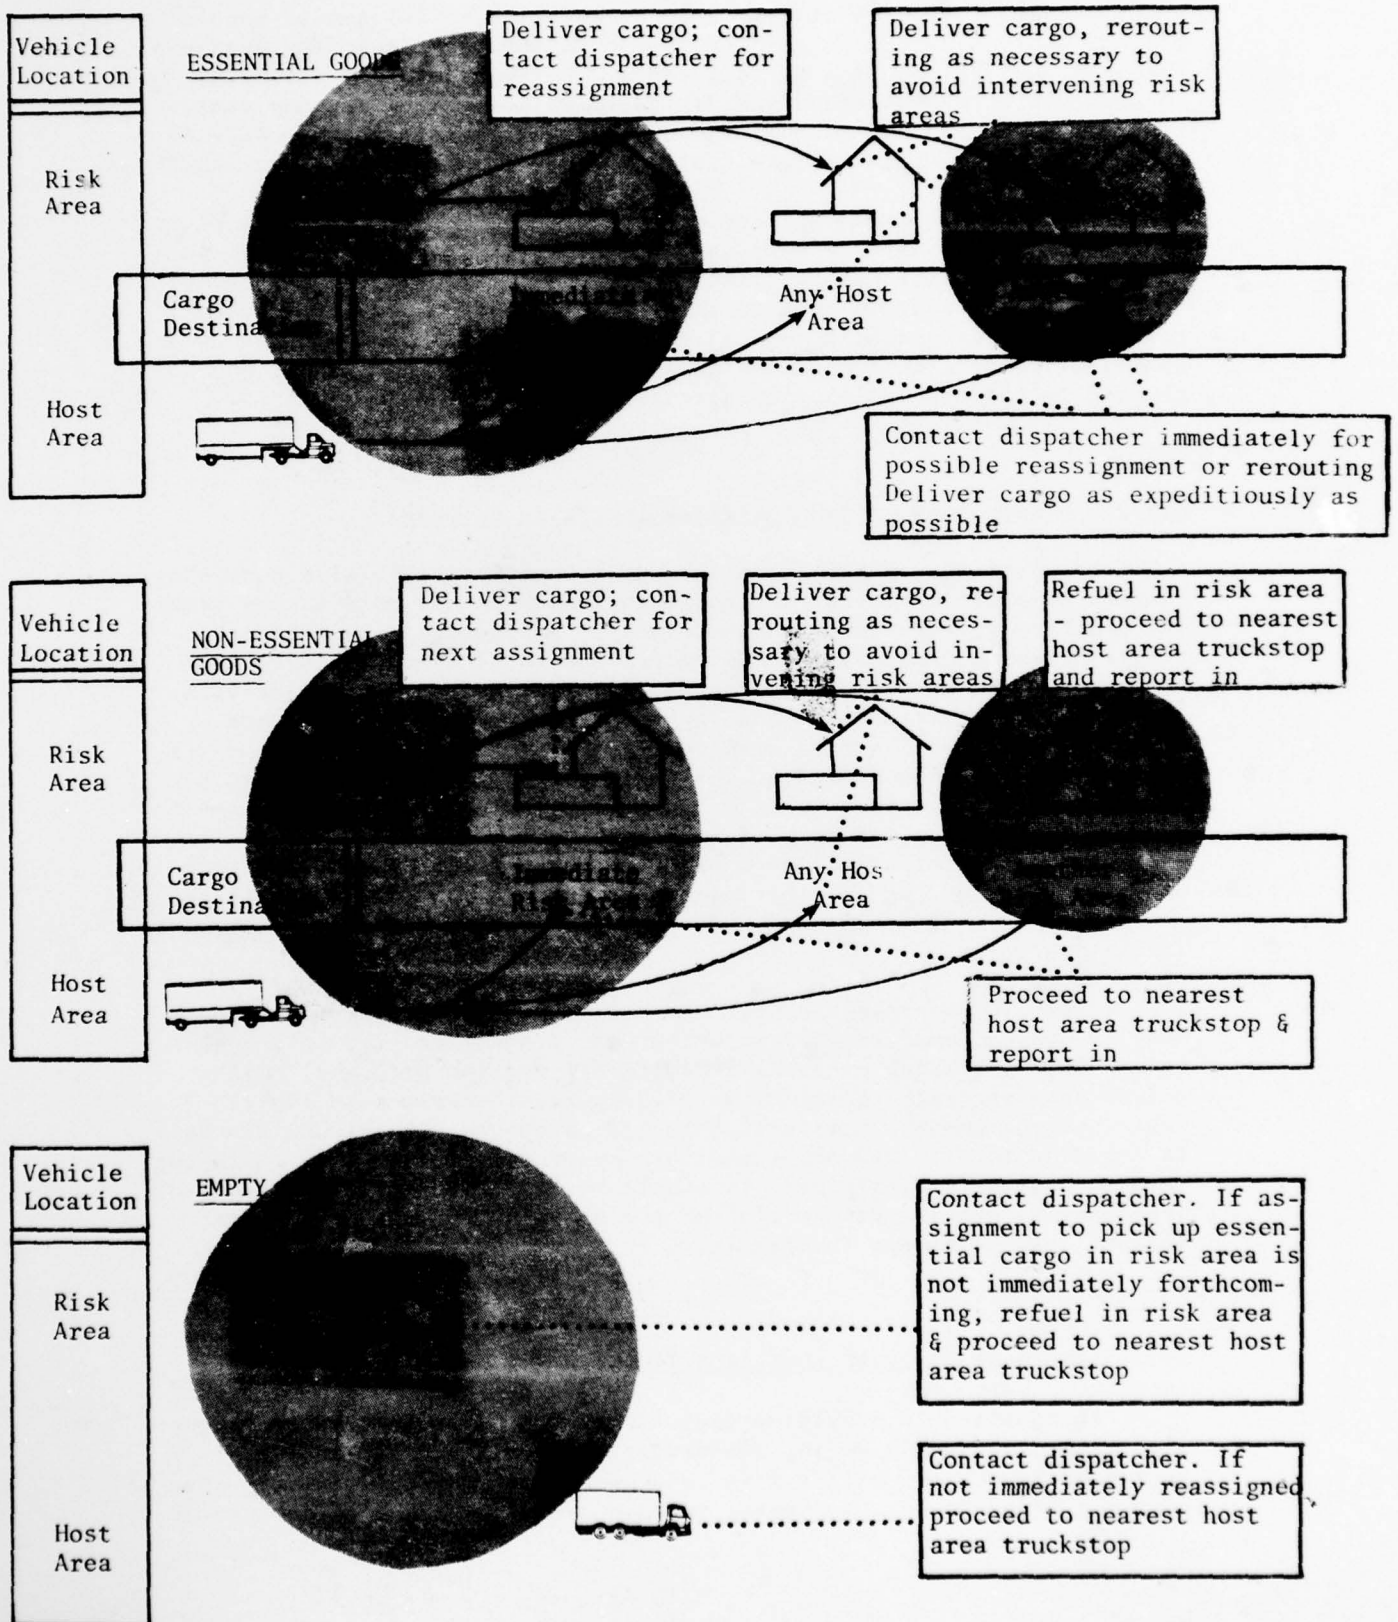 Vehicle
Location
ESSENTIAL GOODS
Deliver cargo; con-
tact dispatcher for
reassignment
Deliver cargo, rerout-
ing as necessary to
avoid intervening risk
areas
Risk
Area
Cargo
Destination
Immediate
Any Host
Area
Host
Area
Contact dispatcher immediately for
possible reassignment or rerouting
Deliver cargo as expeditiously as
possible
Vehicle
Location
NON-ESSENTIAL
GOODS
Deliver cargo; con-
tact dispatcher for
next assignment
Deliver cargo, re-
routing as neces-
sary to avoid in-
vening risk areas
Refuel in risk area
- proceed to nearest
host area truckstop
and report in
Risk
Area
Cargo
Destina
Immediate
Risk Area
Any Hos
Area
Host
Area
Proceed to nearest
host area truckstop &
report in
Vehicle
Location
EMPTY
Risk
Area
Contact dispatcher. If as-
signment to pick up essen-
tial cargo in risk area is
not immediately forthcom-
ing, refuel in risk area
& proceed to nearest host
area truckstop
Host
Area
Contact dispatcher. If
not immediately reassigned
proceed to nearest host
area truckstop